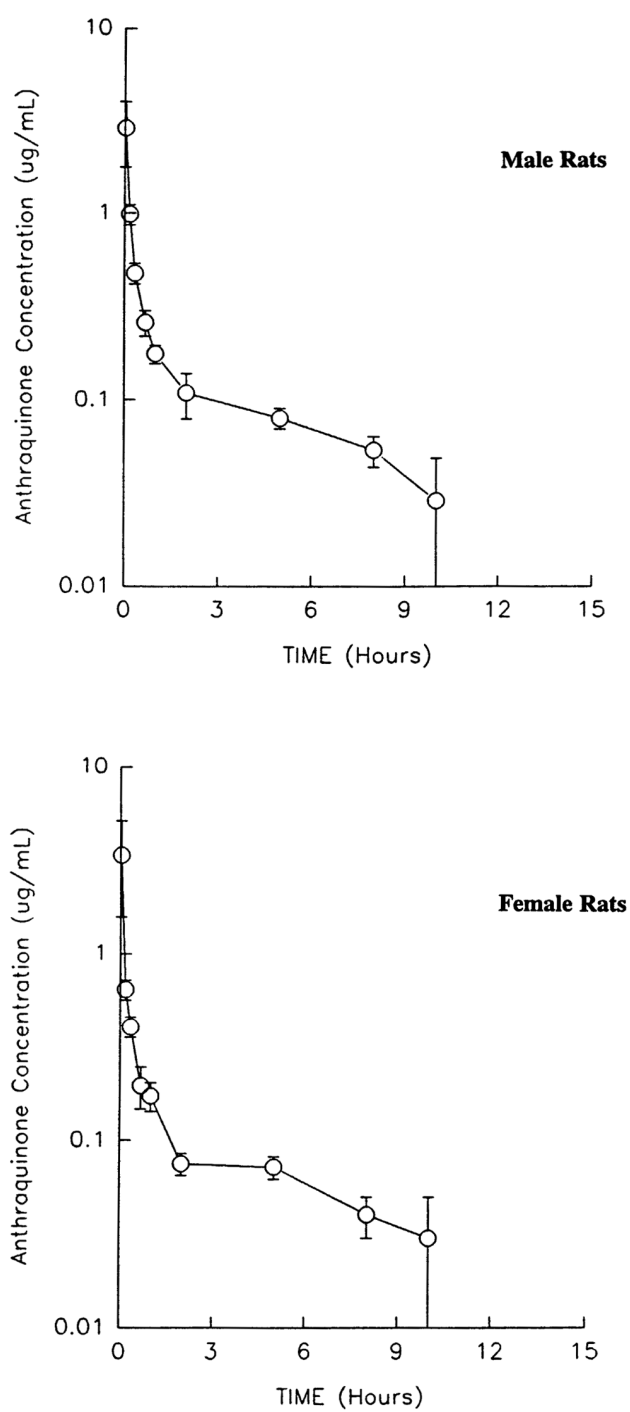 10
Male Rats
1
0.1
0.01
0 3 6 9 12 15
TIME (Hours)
Anthraquinone Concentration (ug/mL)
10
Female Rats
1
0.1
0.01
0 3 6 9 12 15
TIME (Hours)
Anthraquinone Concentration (ug/mL)